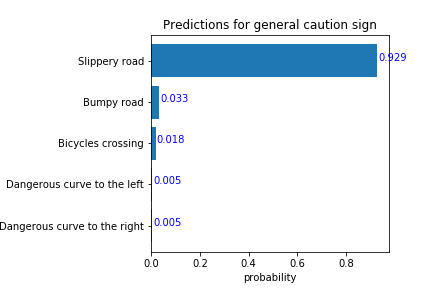 Predictions for general caution sign
Slippery road
0.929
Bumpy road
0.033
Bicycles crossing
0.018
Dangerous curve to the left
0.005
Dangerous curve to the right
0.005
0.0 0.2 0.4 0.6 0.8
probability